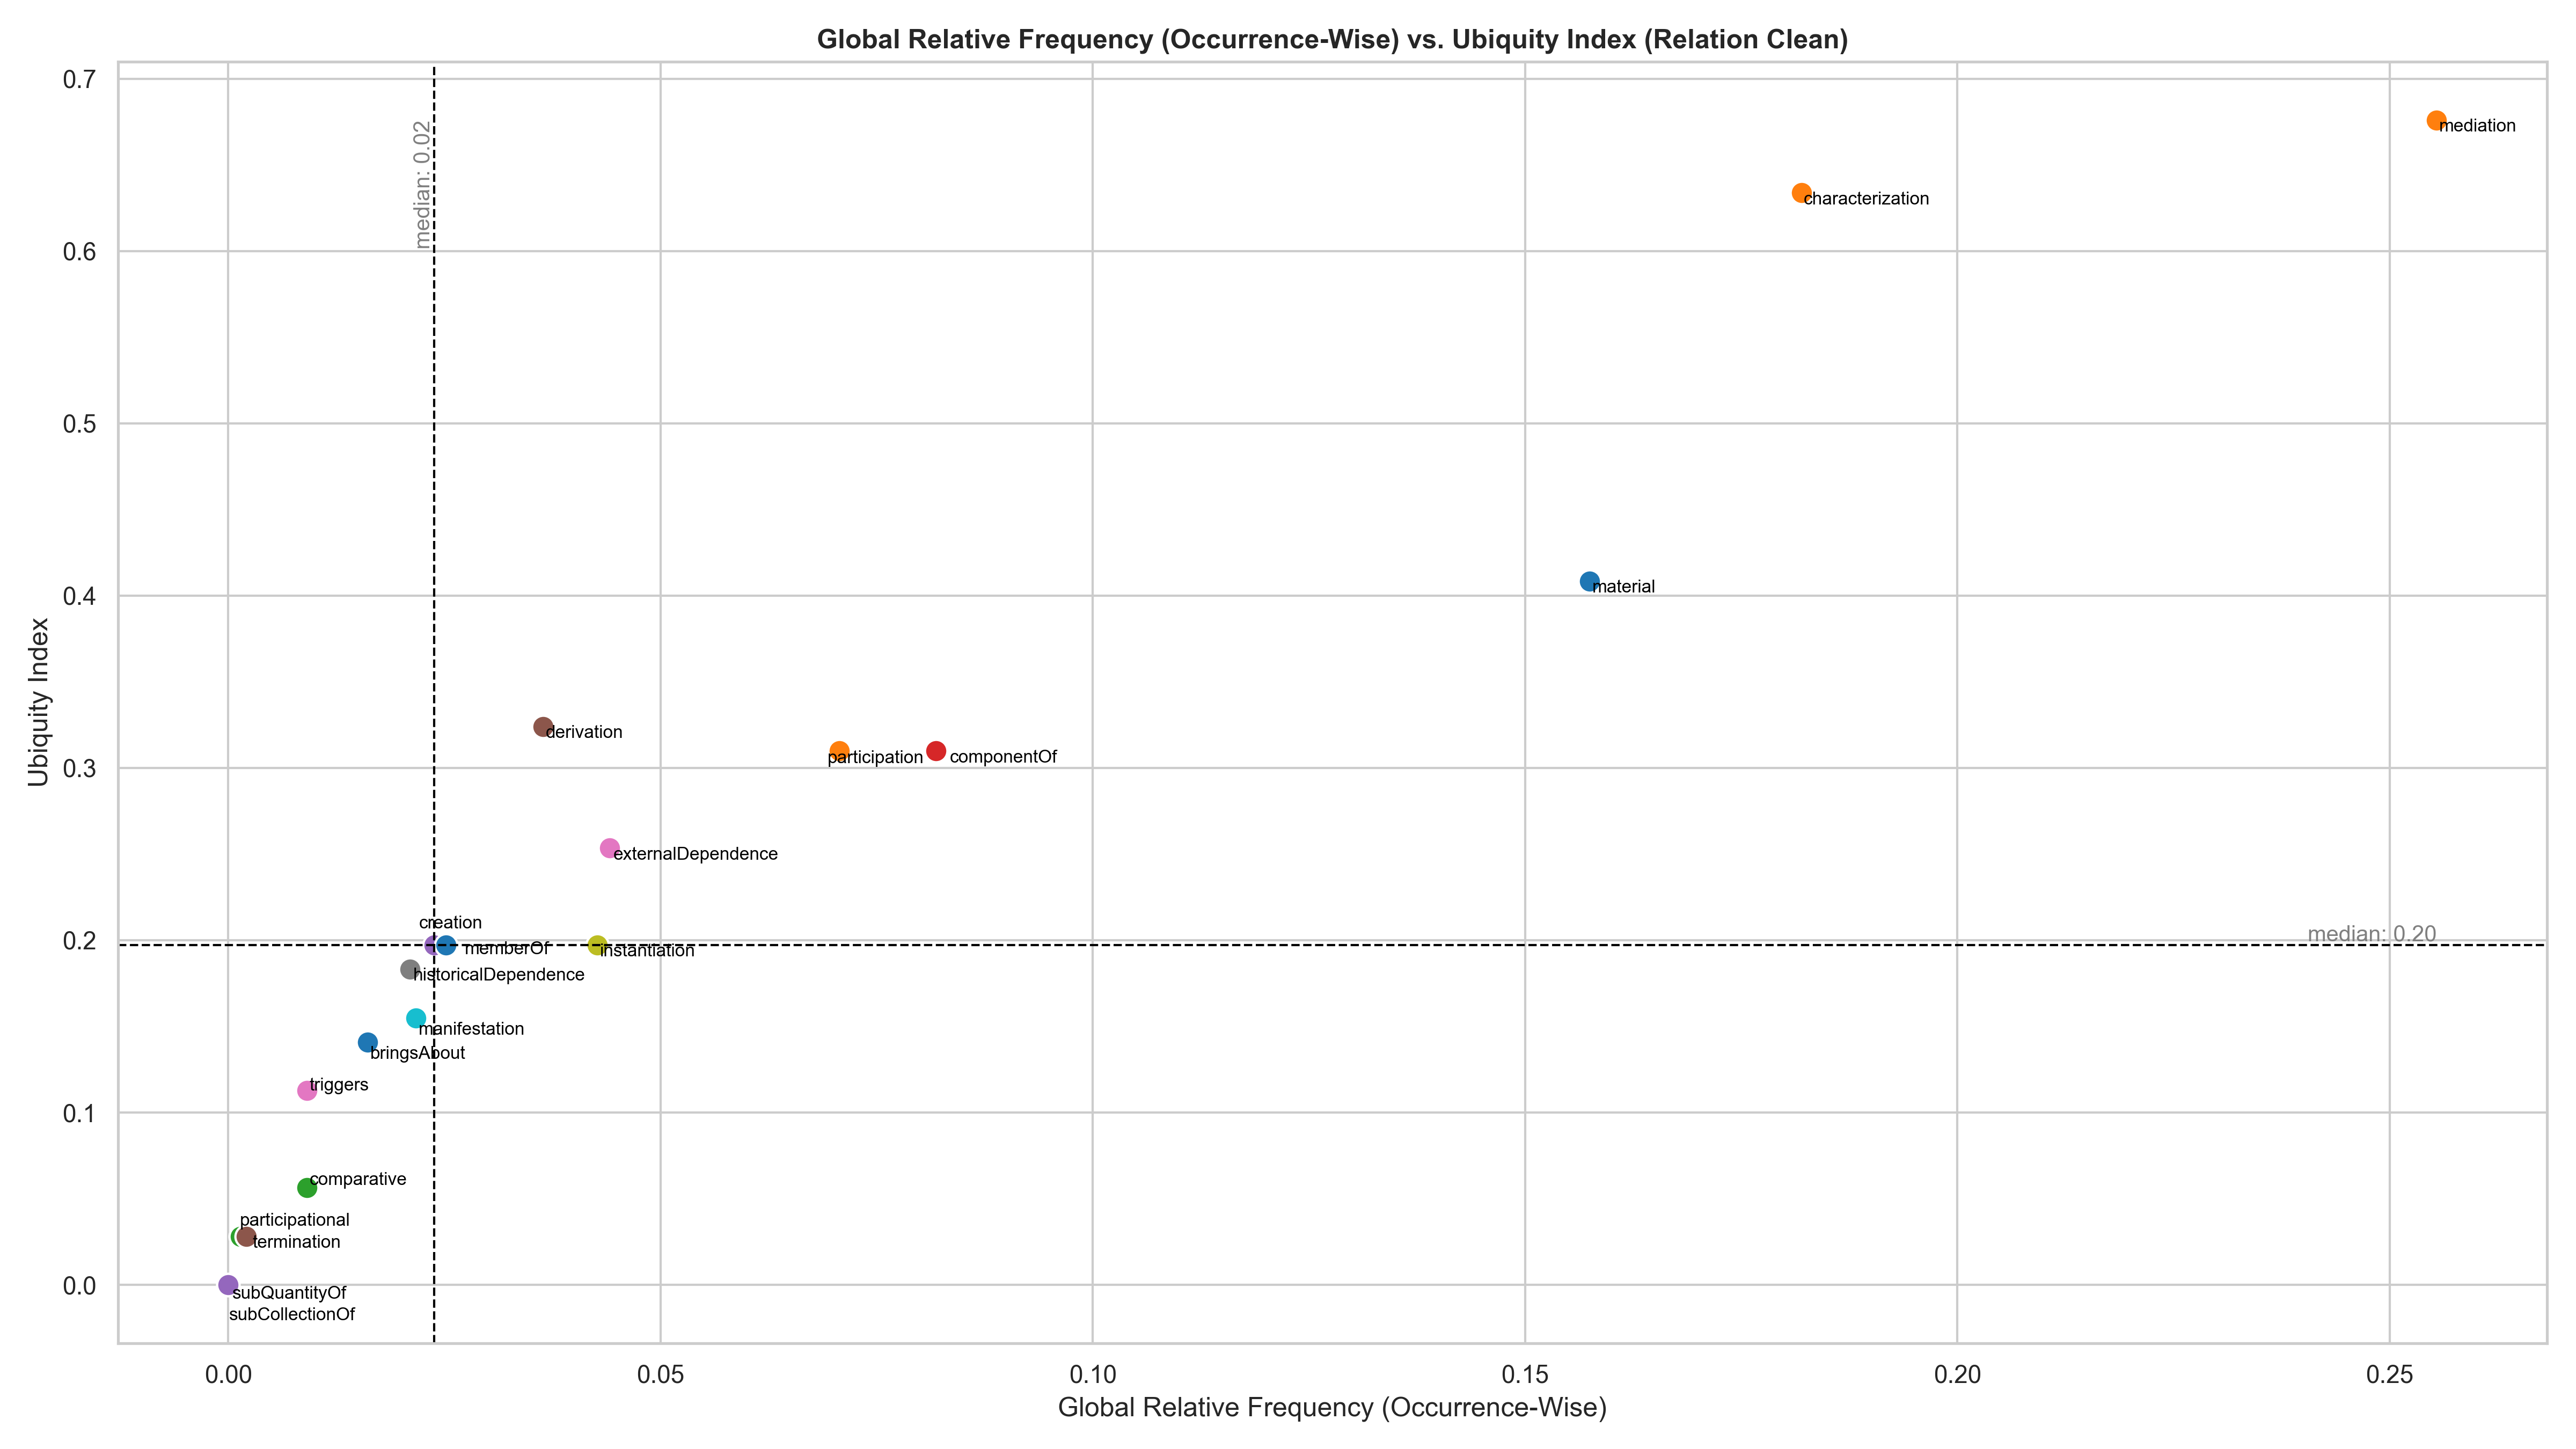 Global Relative Frequency (Occurrence-Wise) vs. Ubiquity Index (Relation Clean)
0.7
0.6
0.5
0.4
0.3
0.2
0.1
0.0
Ubiquity Index
median: 0.02
mediation
characterization
material
derivation
participation
componentOf
externalDependence
creation
median: 0.20
memberOf
instantiation
historicalDependence
manifestation
bringsAbout
triggers
comparative
participational
termination
subQuantityOf
subCollectionOf
0.00
0.05
0.10
0.15
0.20
0.25
Global Relative Frequency (Occurrence-Wise)